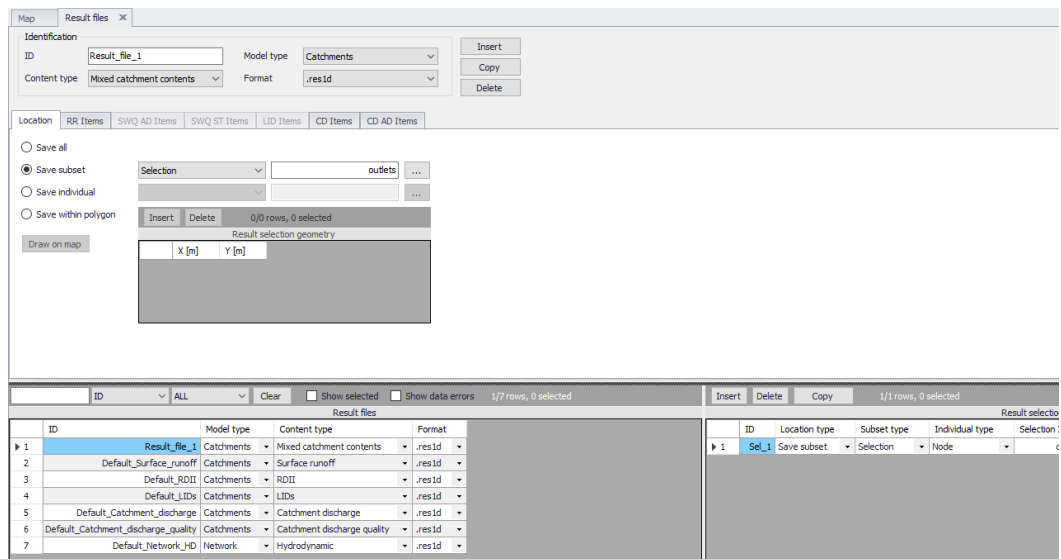 Map Result files X
Identification
ID Result_file_1 Model type Catchments Insert
Content type Mixed catchment contents Format .res1d Copy
Delete
Location RR Items SWQ AD Items SWQ ST Items LID Items CD Items CD AD Items
Save all
Save subset Selection outlets ...
Save individual ...
Save within polygon Insert Delete 0/0 rows, 0 selected
Result selection geometry
Draw on map X [m] Y [m]
ID ALL Clear Show selected Show data errors 1/7 rows, 0 selected Insert Delete Copy 1/1 rows, 0 selected
Result files Result selectio
ID Model type Content type Format ID Location type Subset type Individual type Selection
1 Result_file_1 Catchments Mixed catchment contents .res1d 1 Sel_1 Save subset Selection Node
2 Default_Surface_runoff Catchments Surface runoff .res1d
3 Default_RDII Catchments RDII .res1d
4 Default_LIDs Catchments LIDs .res1d
5 Default_Catchment_discharge Catchments Catchment discharge .res1d
6 Default_Catchment_discharge_quality Catchments Catchment discharge quality .res1d
7 Default_Network_HD Network Hydrodynamic .res1d